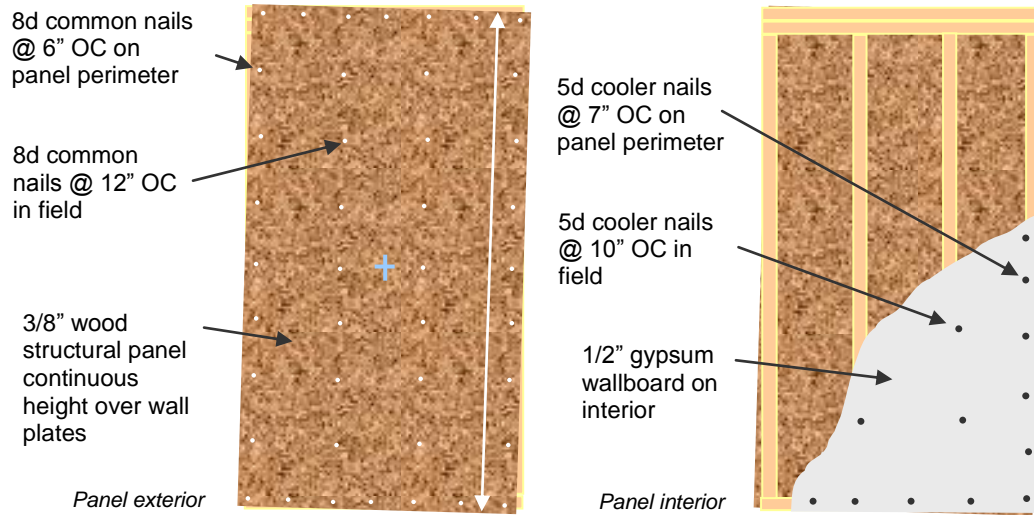 8d common nails
@ 6” OC on
panel perimeter
8d common
nails @ 12” OC
in field
3/8” wood
structural panel
continuous
height over wall
plates
Panel exterior
5d cooler nails
@ 7” OC on
panel perimeter
5d cooler nails
@ 10” OC in
field
1/2” gypsum
wallboard on
interior
Panel interior